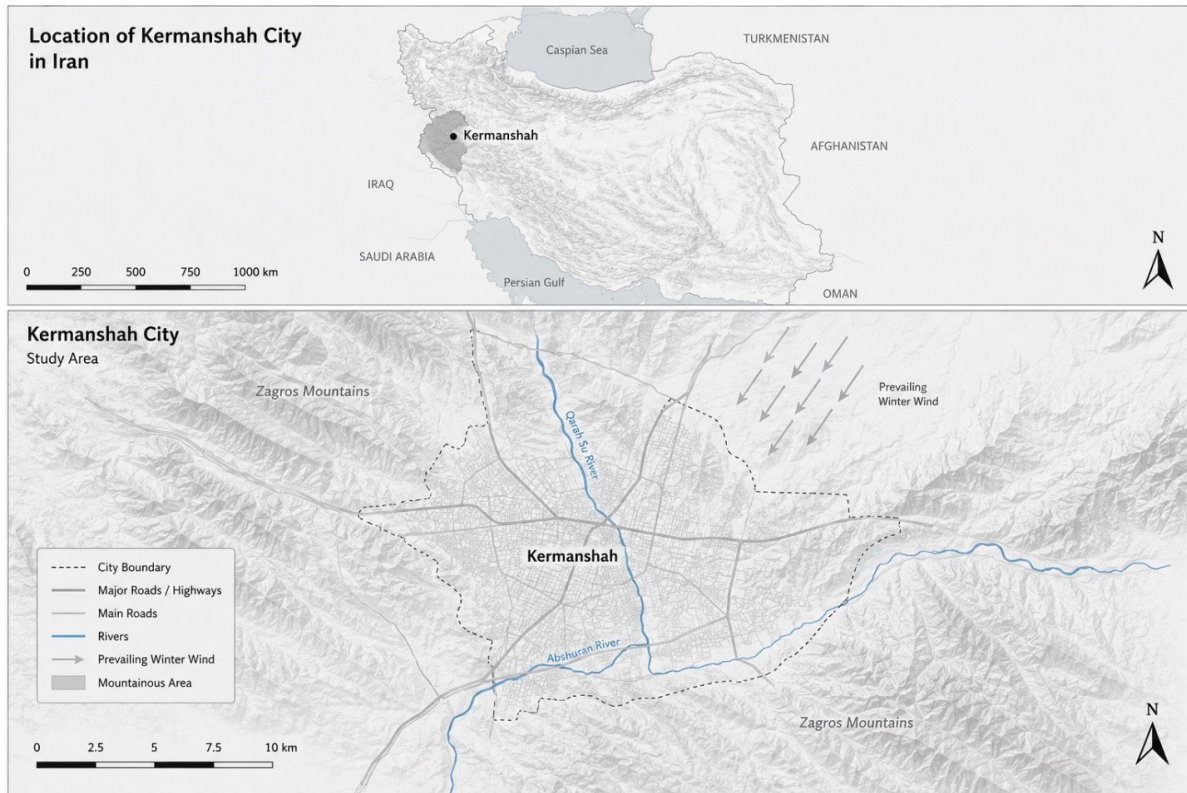 Location of Kermanshah City
in Iran
Caspian Sea
TURKMENISTAN
Kermanshah
AFGHANISTAN
IRAQ
SAUDI ARABIA
Persian Gulf
OMAN
N
0 250 500 750 1000 km
Kermanshah City
Study Area
Zagros Mountains
Prevailing
Winter Wind
Qarah Su River
Kermanshah
City Boundary
Major Roads / Highways
Main Roads
Rivers
Prevailing Winter Wind
Mountainous Area
Abshuran River
Zagros Mountains
N
0 2.5 5 7.5 10 km